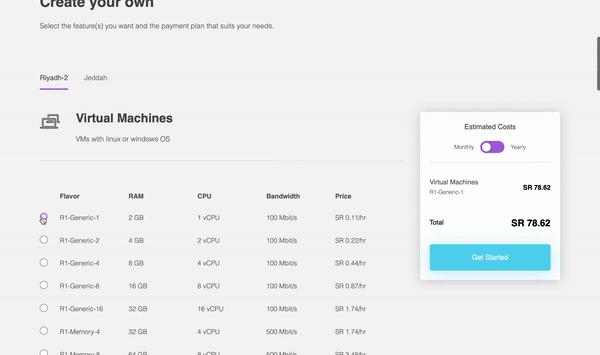 Create your own
Select the feature(s) you want and the payment plan that suits your needs.
Riyadh-2 Jeddah
Virtual Machines
VMs with linux or windows OS
Flavor RAM CPU Bandwidth Price
R1-Generic-1 2 GB 1 vCPU 100 Mbit/s SR 0.11/hr
R1-Generic-2 4 GB 2 vCPU 100 Mbit/s SR 0.22/hr
R1-Generic-4 8 GB 4 vCPU 100 Mbit/s SR 0.44/hr
R1-Generic-8 16 GB 8 vCPU 100 Mbit/s SR 0.87/hr
R1-Generic-16 32 GB 16 vCPU 100 Mbit/s SR 1.74/hr
R1-Memory-4 32 GB 4 vCPU 500 Mbit/s SR 1.74/hr
R1-Memory-8 64 GB 8 vCPU 500 Mbit/s SR 3.48/hr
Estimated Costs
Monthly Yearly
Virtual Machines
R1-Generic-1
SR 78.62
Total SR 78.62
Get Started